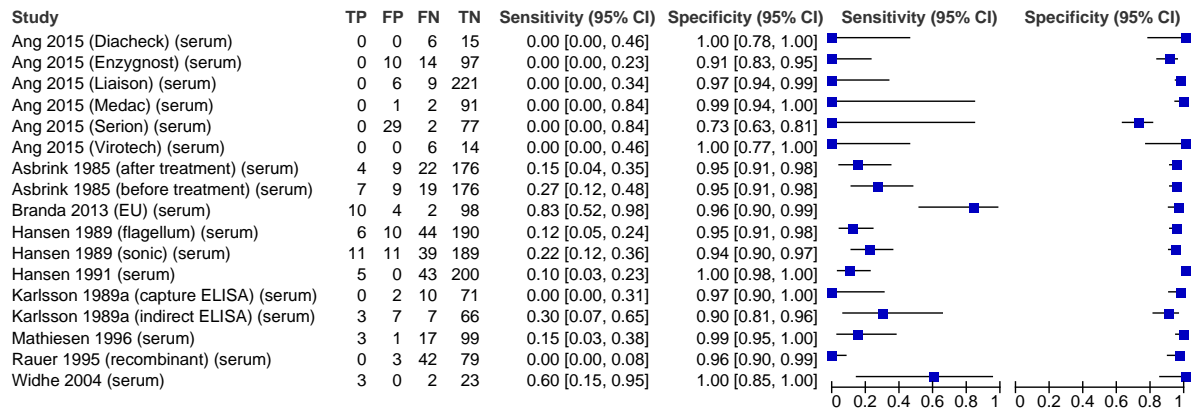 Study TP FP FN TN Sensitivity (95% CI) Specificity (95% CI) Sensitivity (95% CI) Specificity (95% CI)
Ang 2015 (Diacheck) (serum) 0 0 6 15 0.00 [0.00, 0.46] 1.00 [0.78, 1.00]
Ang 2015 (Enzygnost) (serum) 0 10 14 97 0.00 [0.00, 0.23] 0.91 [0.83, 0.95]
Ang 2015 (Liaison) (serum) 0 6 9 221 0.00 [0.00, 0.34] 0.97 [0.94, 0.99]
Ang 2015 (Medac) (serum) 0 1 2 91 0.00 [0.00, 0.84] 0.99 [0.94, 1.00]
Ang 2015 (Serion) (serum) 0 29 2 77 0.00 [0.00, 0.84] 0.73 [0.63, 0.81]
Ang 2015 (Virotech) (serum) 0 0 6 14 0.00 [0.00, 0.46] 1.00 [0.77, 1.00]
Asbrink 1985 (after treatment) (serum) 4 9 22 176 0.15 [0.04, 0.35] 0.95 [0.91, 0.98]
Asbrink 1985 (before treatment) (serum) 7 9 19 176 0.27 [0.12, 0.48] 0.95 [0.91, 0.98]
Branda 2013 (EU) (serum) 10 4 2 98 0.83 [0.52, 0.98] 0.96 [0.90, 0.99]
Hansen 1989 (flagellum) (serum) 6 10 44 190 0.12 [0.05, 0.24] 0.95 [0.91, 0.98]
Hansen 1989 (sonic) (serum) 11 11 39 189 0.22 [0.12, 0.36] 0.94 [0.90, 0.97]
Hansen 1991 (serum) 5 0 43 200 0.10 [0.03, 0.23] 1.00 [0.98, 1.00]
Karlsson 1989a (capture ELISA) (serum) 0 2 10 71 0.00 [0.00, 0.31] 0.97 [0.90, 1.00]
Karlsson 1989a (indirect ELISA) (serum) 3 7 7 66 0.30 [0.07, 0.65] 0.90 [0.81, 0.96]
Mathiesen 1996 (serum) 3 1 17 99 0.15 [0.03, 0.38] 0.99 [0.95, 1.00]
Rauer 1995 (recombinant) (serum) 0 3 42 79 0.00 [0.00, 0.08] 0.96 [0.90, 0.99]
Widhe 2004 (serum) 3 0 2 23 0.60 [0.15, 0.95] 1.00 [0.85, 1.00]
0 0.2 0.4 0.6 0.8 1 0 0.2 0.4 0.6 0.8 1